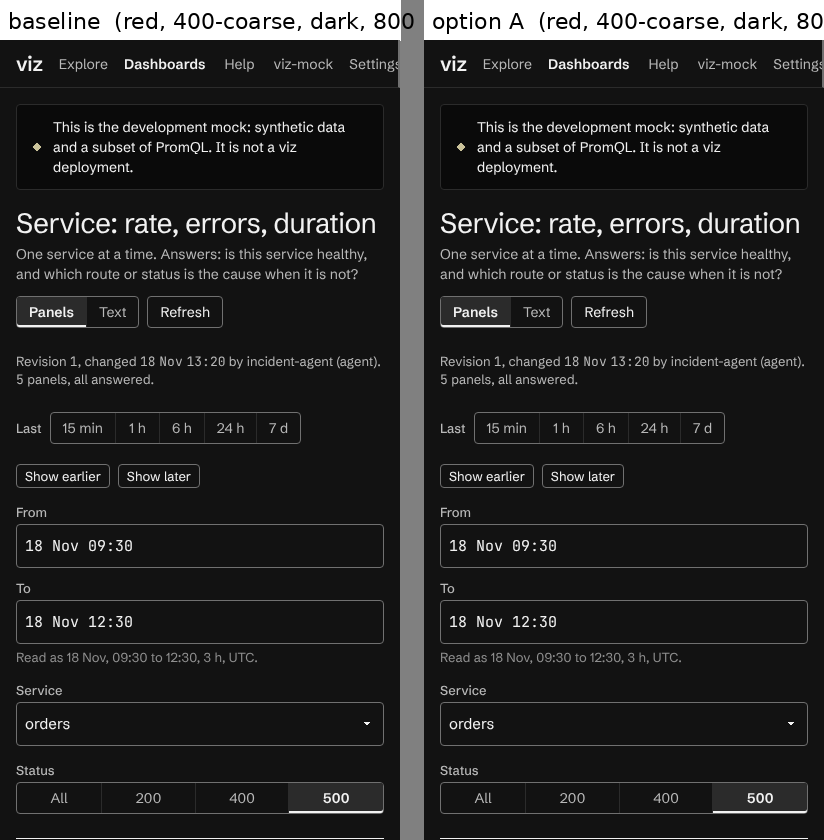 baseline (red, 400-coarse, dark, 800
viz Explore Dashboards Help viz-mock Settings
This is the development mock: synthetic data
and a subset of PromQL. It is not a viz
deployment.
Service: rate, errors, duration
One service at a time. Answers: is this service healthy,
and which route or status is the cause when it is not?
Panels Text Refresh
Revision 1, changed 18 Nov 13:20 by incident-agent (agent).
5 panels, all answered.
Last 15 min 1 h 6 h 24 h 7 d
Show earlier Show later
From
18 Nov 09:30
To
18 Nov 12:30
Read as 18 Nov, 09:30 to 12:30, 3 h, UTC.
Service
orders
Status
All 200 400 500
option A (red, 400-coarse, dark, 80
viz Explore Dashboards Help viz-mock Settings
This is the development mock: synthetic data
and a subset of PromQL. It is not a viz
deployment.
Service: rate, errors, duration
One service at a time. Answers: is this service healthy,
and which route or status is the cause when it is not?
Panels Text Refresh
Revision 1, changed 18 Nov 13:20 by incident-agent (agent).
5 panels, all answered.
Last 15 min 1 h 6 h 24 h 7 d
Show earlier Show later
From
18 Nov 09:30
To
18 Nov 12:30
Read as 18 Nov, 09:30 to 12:30, 3 h, UTC.
Service
orders
Status
All 200 400 500